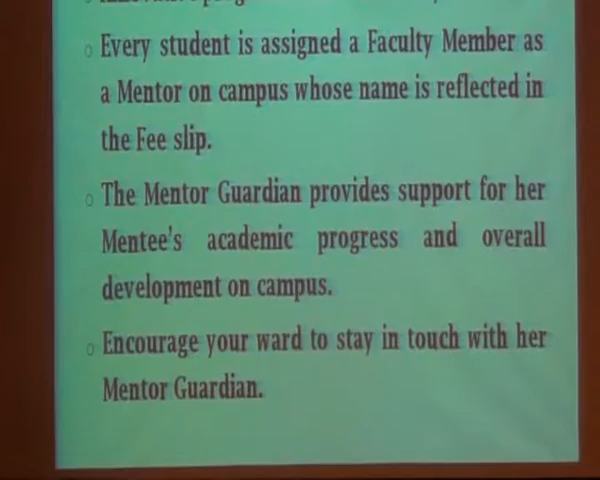 Every student is assigned a Faculty Member as
a Mentor on campus whose name is reflected in
the Fee slip.
The Mentor Guardian provides support for her
Mentee's academic progress and overall
development on campus.
Encourage your ward to stay in touch with her
Mentor Guardian.